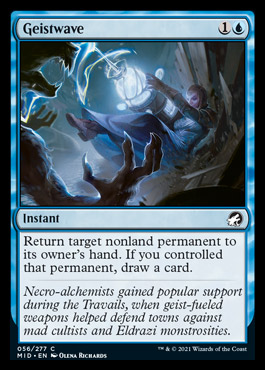 Geistwave 1
Instant
Return target nonland permanent to
its owner's hand. If you controlled
that permanent, draw a card.
Necro-alchemists gained popular support
during the Travails, when geist-fueled
weapons helped defend towns against
mad cultists and Eldrazi monstrosities.
056/277 C
MID • EN OLENA RICHARDS
™ & © 2021 Wizards of the Coast